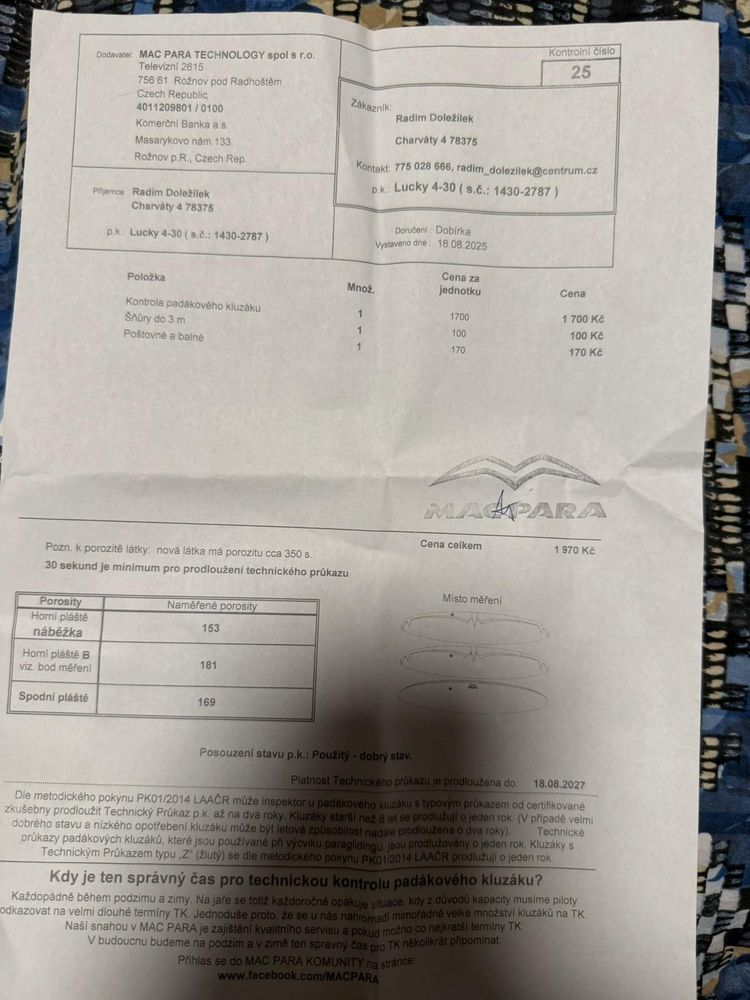 Dodavatel: MAC PARA TECHNOLOGY spol s r.o.
Televizní 2615
756 61 Rožnov pod Radhoštěm
Czech Republic
4011209801 / 0100
Komerční Banka a.s.
Masarykovo nám.133,
Rožnov p.R., Czech Rep.
Kontrolní číslo
25
Zákazník:
Radim Doležilek
Charváty 4 78375
Kontakt: 775 028 666, radim_dolezilek@centrum.cz
p.k.: Lucky 4-30 ( s.č.: 1430-2787 )
Příjemce: Radim Doležilek
Charváty 4 78375
p.k.: Lucky 4-30 ( s.č.: 1430-2787 )
Doručení : Dobírka
Vystaveno dne : 18.08.2025
Položka Množ. Cena za jednotku Cena
Kontrola padákového kluzáku 1 1700 1 700 Kč
Šňůry do 3 m 1 100 100 Kč
Poštovné a balné 1 170 170 Kč
MAC PARA
Cena celkem 1 970 Kč
Pozn. k porozitě látky: nová látka má porozitu cca 350 s.
30 sekund je minimum pro prodloužení technického průkazu
Porosity Naměřené porosity
Horní pláště
náběžka 153
Horní pláště B
viz. bod měření 181
Spodní pláště 169
Místo měření
Posouzení stavu p.k.: Použitý - dobrý stav.
Platnost Technického průkazu je prodloužena do 18.08.2027
Dle metodického pokynu PK01/2014 LAAČR může inspektor u padákového kluzáku s typovým průkazem od certifikované
zkušebny prodloužit Technický Průkaz p.k. až na dva roky. Kluzáky starší než 8 let se prodlužují o jeden rok. (V případě velmi
dobrého stavu a nízkého opotřebení kluzáku může být letová způsobilost nadále prodloužena o dva roky). Technické
průkazy padákových kluzáků, které jsou používané při výcviku paraglidingu, jsou prodlužovány o jeden rok. Kluzáky s
Technickým Průkazem typu „Z" (žlutý) se dle metodického pokynu PK01/2014 LAAČR prodlužují o jeden rok.
Kdy je ten správný čas pro technickou kontrolu padákového kluzáku?
Každopádně během podzimu a zimy. Na jaře se totiž každoročně opakuje situace, kdy z důvodů kapacity musíme piloty
odkazovat na velmi dlouhé termíny TK. Jednoduše proto, že se u nás nahromadí mimořádně velké množství kluzáků na TK.
Naší snahou v MAC PARA je zajištění kvalitního servisu a pokud možno co nejkratší termíny TK.
V budoucnu budeme na podzim a v zimě ten správný čas pro TK několikrát připomínat.
Přihlas se do MAC PARA KOMUNITY na stránce:
www.facebook.com/MACPARA